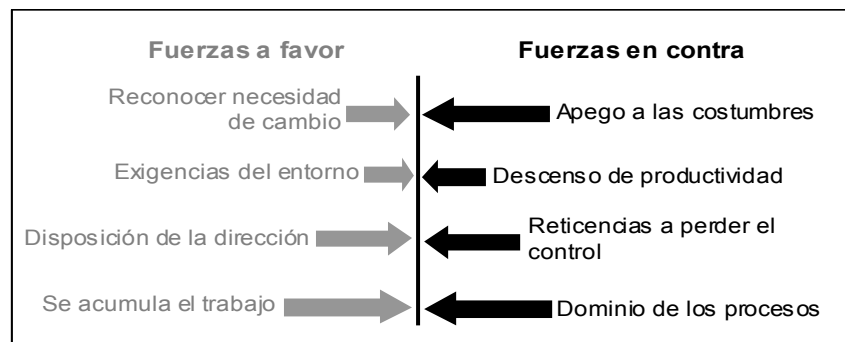 Fuerzas a favor
Fuerzas en contra
Reconocer necesidad
de cambio
Apego a las costumbres
Exigencias del entorno
Descenso de productividad
Disposición de la dirección
Reticencias a perder el
control
Se acumula el trabajo
Dominio de los procesos